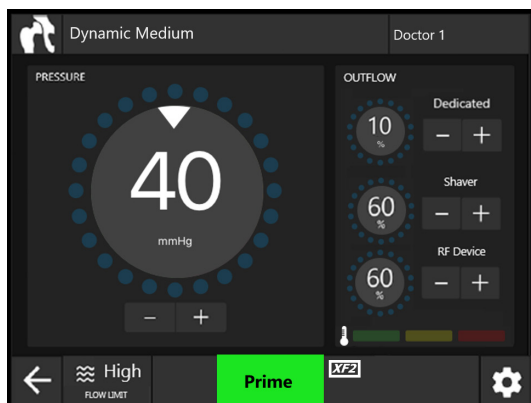 Dynamic Medium
Doctor 1
PRESSURE
40
mmHg
− +
OUTFLOW
Dedicated
10
%
− +
Shaver
60
%
− +
RF Device
60
%
− +
High
FLOW LIMIT
Prime
XF2